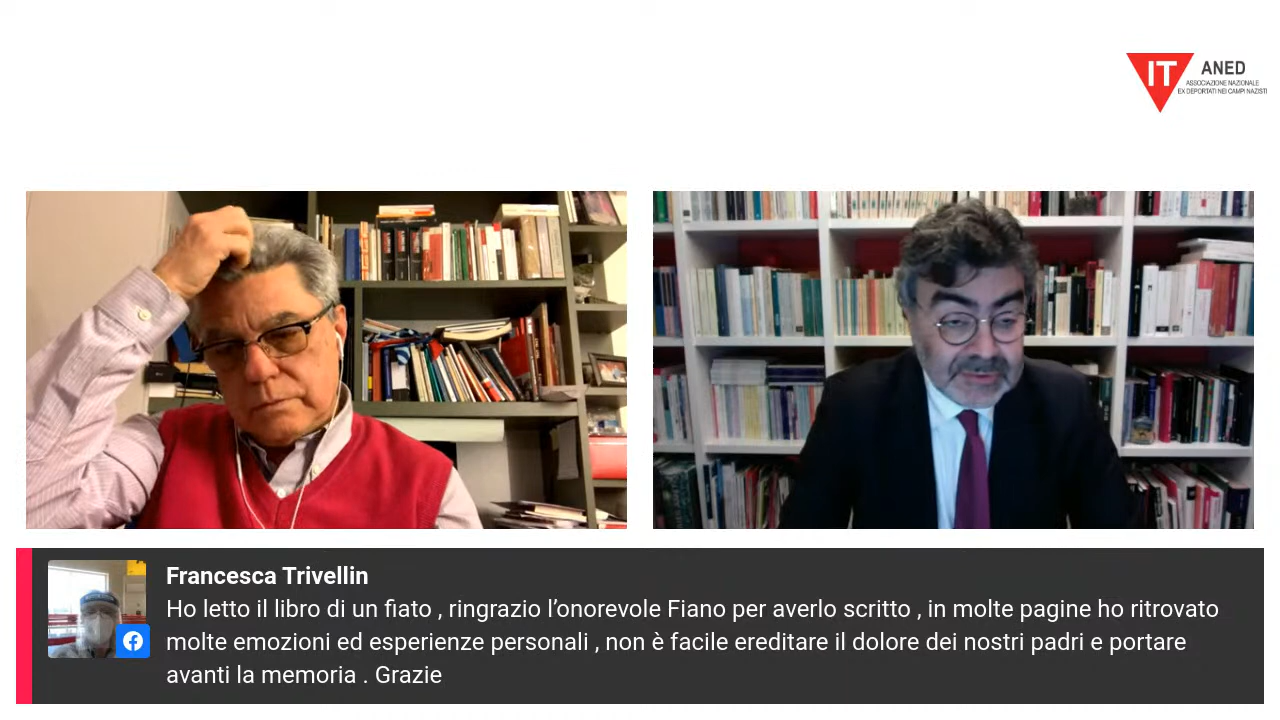 IT
ANED
ASSOCIAZIONE NAZIONALE
EX DEPORTATI NEI CAMPI NAZISTI
Francesca Trivellin
Ho letto il libro di un fiato , ringrazio l’onorevole Fiano per averlo scritto , in molte pagine ho ritrovato
molte emozioni ed esperienze personali , non è facile ereditare il dolore dei nostri padri e portare
avanti la memoria . Grazie